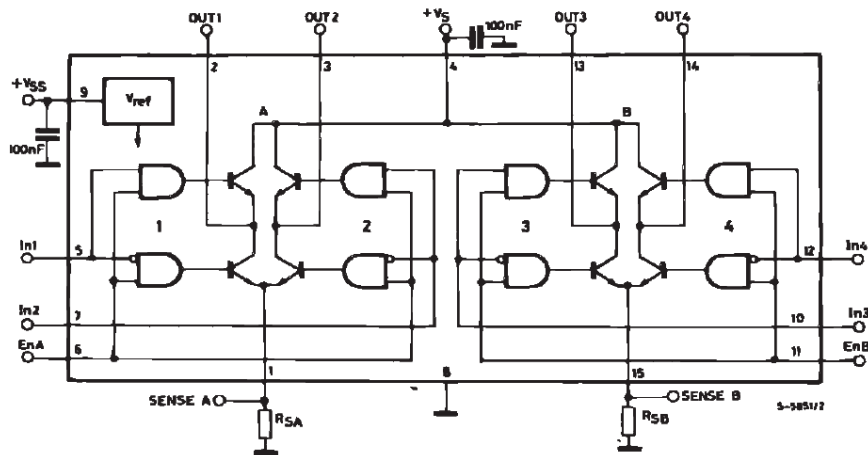 OUT1 OUT2 +VS 100nF OUT3 OUT4
2 3 4 13 14
+VSS 9 Vref A B
100nF
1 2 3 4
In1 5 12 In4
In2 7 10 In3
EnA 6 11 EnB
1 8 15
SENSE A SENSE B S-5851/2
RSA RSB